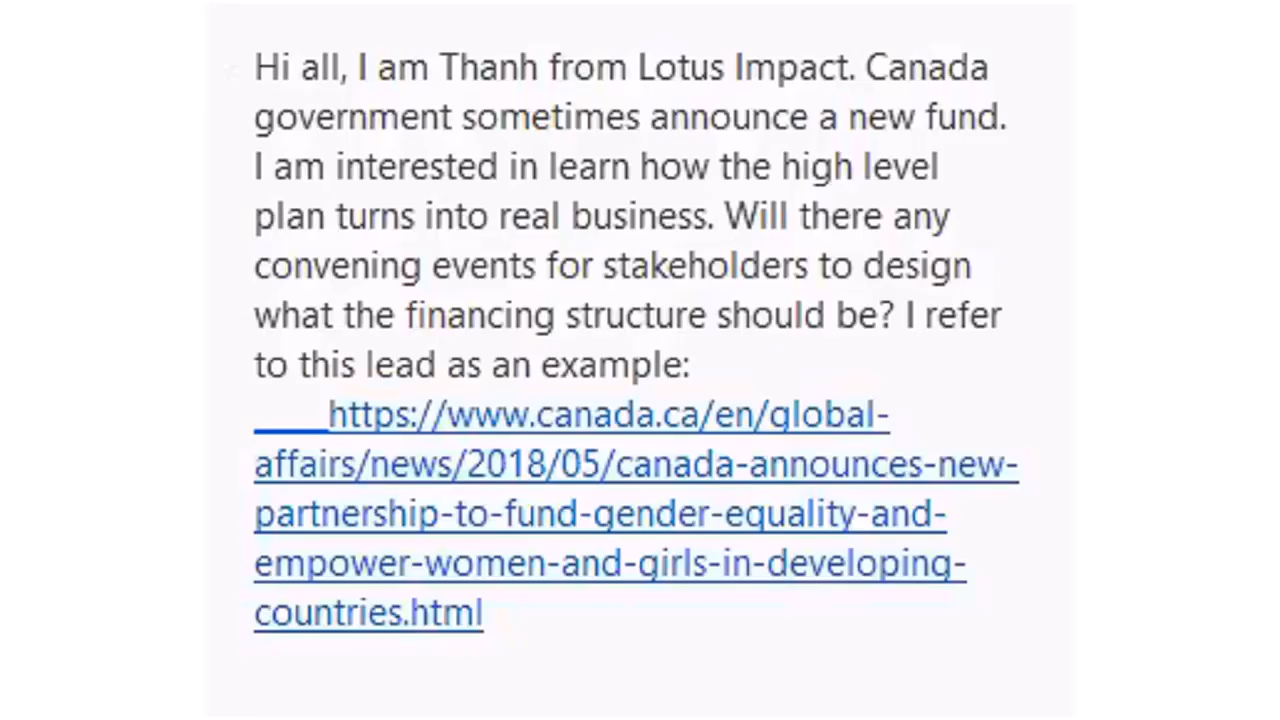 Hi all, I am Thanh from Lotus Impact. Canada
government sometimes announce a new fund.
I am interested in learn how the high level
plan turns into real business. Will there any
convening events for stakeholders to design
what the financing structure should be? I refer
to this lead as an example:
____https://www.canada.ca/en/global-
affairs/news/2018/05/canada-announces-new-
partnership-to-fund-gender-equality-and-
empower-women-and-girls-in-developing-
countries.html